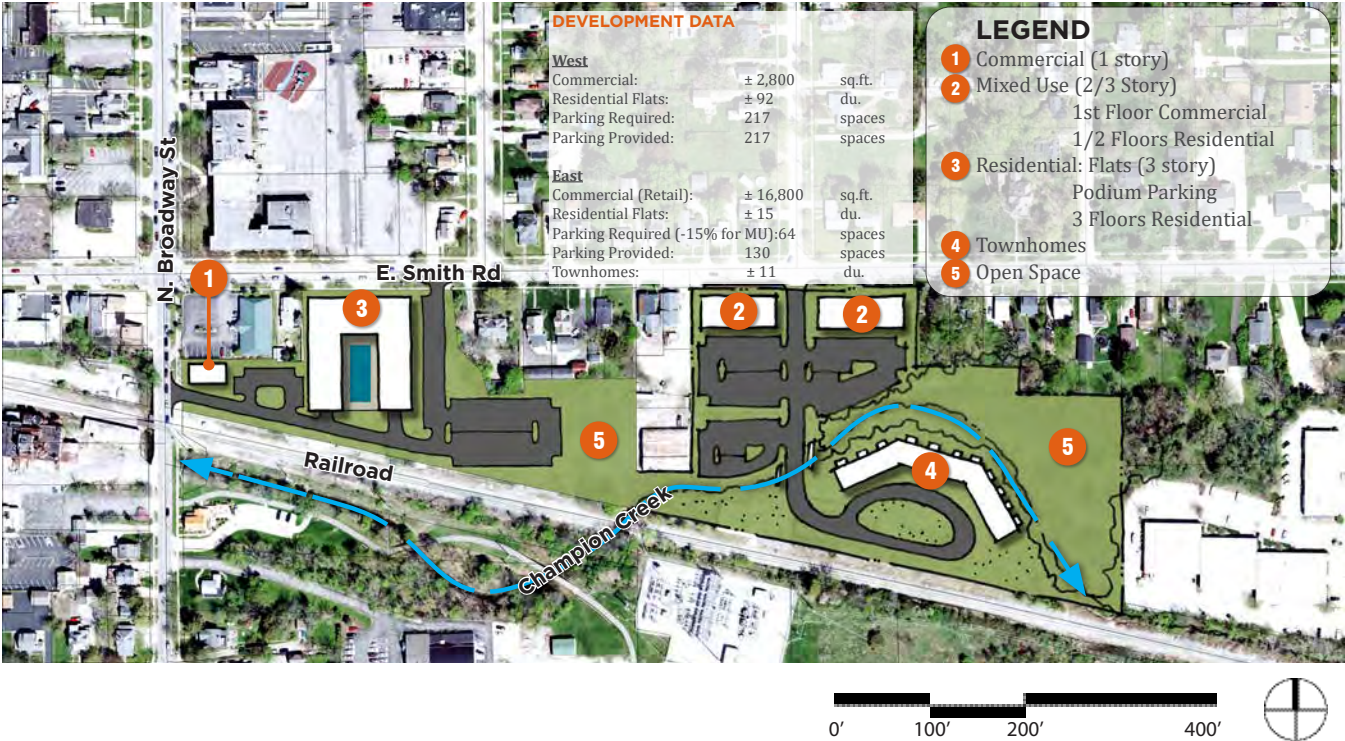 DEVELOPMENT DATA
West
Commercial: ± 2,800 sq.ft.
Residential Flats: ± 92 du.
Parking Required: 217 spaces
Parking Provided: 217 spaces
East
Commercial (Retail): ± 16,800 sq.ft.
Residential Flats: ± 15 du.
Parking Required (-15% for MU):64 spaces
Parking Provided: 130 spaces
Townhomes: ± 11 du.
LEGEND
1 Commercial (1 story)
2 Mixed Use (2/3 Story)
1st Floor Commercial
1/2 Floors Residential
3 Residential: Flats (3 story)
Podium Parking
3 Floors Residential
4 Townhomes
5 Open Space
N. Broadway St
E. Smith Rd
1
3
2
2
5
5
4
Railroad
Champion Creek
0' 100' 200' 400'